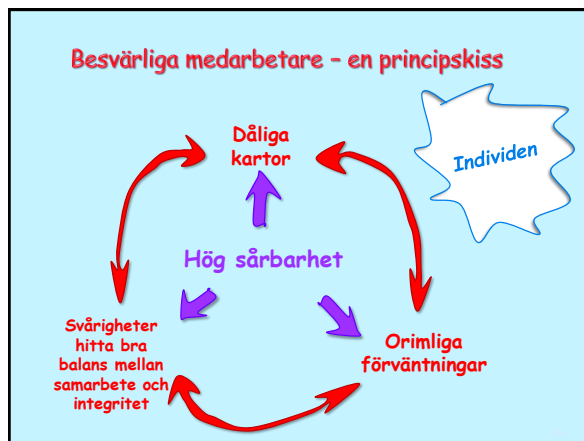 Besvärliga medarbetare – en principskiss
Individen
Dåliga
kartor
Hög sårbarhet
Svårigheter
hitta bra
balans mellan
samarbete och
integritet
Orimliga
förväntningar